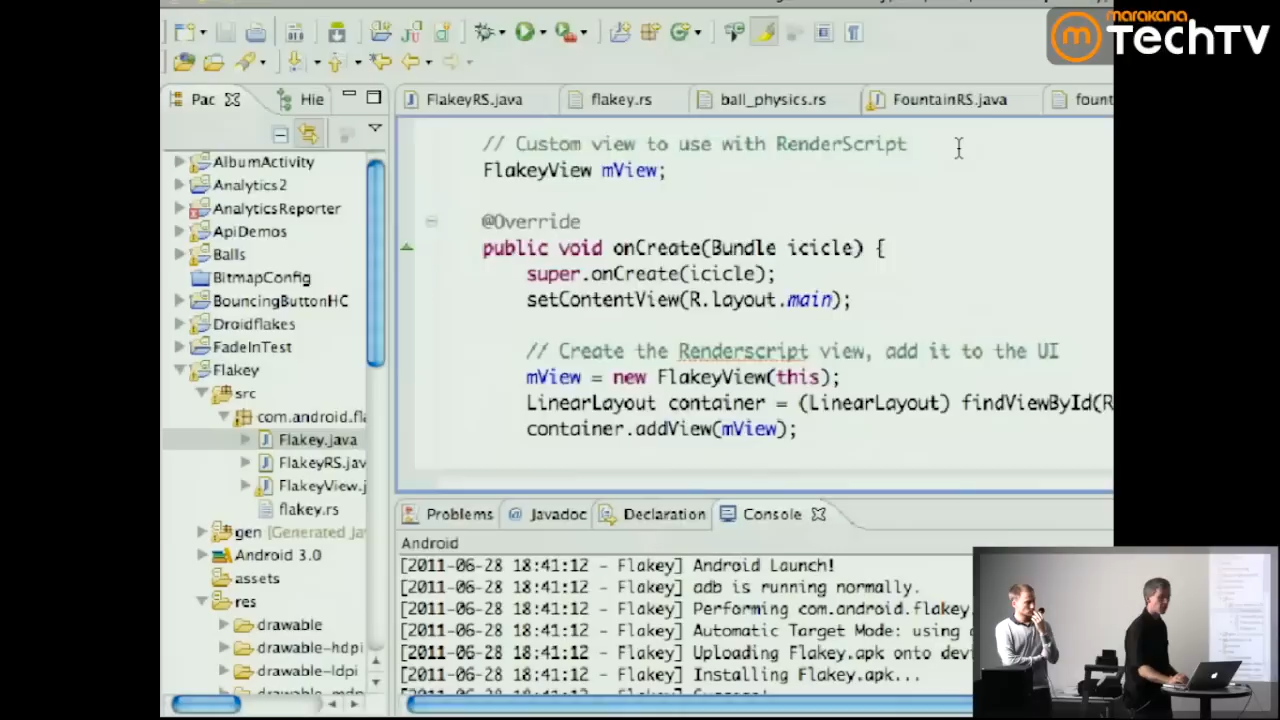 marakana
TechTV
Pac
Hie
FlakeyRS.java
flakey.rs
ball_physics.rs
FountainRS.java
fount
AlbumActivity
Analytics2
AnalyticsReporter
ApiDemos
Balls
BitmapConfig
BouncingButtonHC
Droidflakes
FadeInTest
Flakey
src
com.android.fla
Flakey.java
FlakeyRS.jav
FlakeyView.j
flakey.rs
gen [Generated Ja
Android 3.0
assets
res
drawable
drawable-hdpi
drawable-ldpi
// Custom view to use with RenderScript
FlakeyView mView;
@Override
public void onCreate(Bundle icicle) {
super.onCreate(icicle);
setContentView(R.layout.main);
// Create the Renderscript view, add it to the UI
mView = new FlakeyView(this);
LinearLayout container = (LinearLayout) findViewById(R
container.addView(mView);
Problems
Javadoc
Declaration
Console
Android
[2011-06-28 18:41:12 - Flakey] Android Launch!
[2011-06-28 18:41:12 - Flakey] adb is running normally.
[2011-06-28 18:41:12 - Flakey] Performing com.android.flakey.
[2011-06-28 18:41:12 - Flakey] Automatic Target Mode: using
[2011-06-28 18:41:12 - Flakey] Uploading Flakey.apk onto devi
[2011-06-28 18:41:12 - Flakey] Installing Flakey.apk...